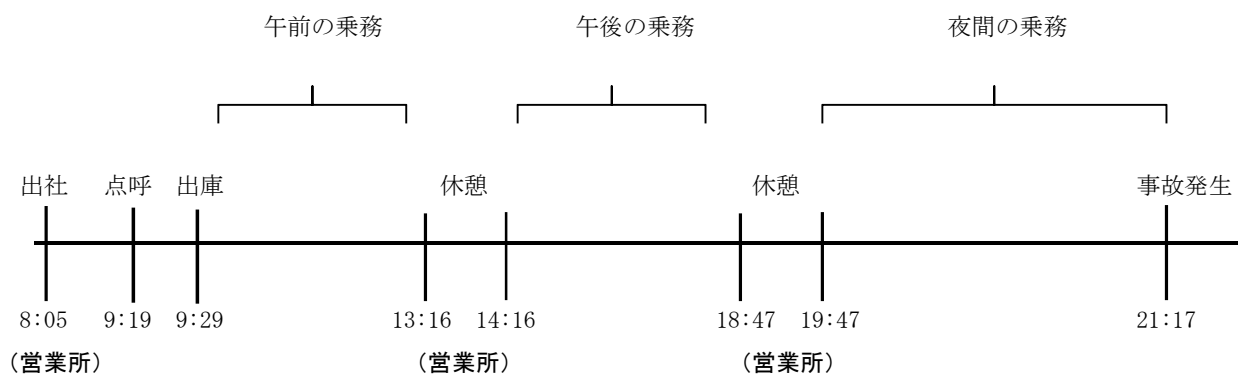 午前の乗務 午後の乗務 夜間の乗務
出社 点呼 出庫 休憩 休憩 事故発生
8:05 9:19 9:29 13:16 14:16 18:47 19:47 21:17
(営業所) (営業所) (営業所)